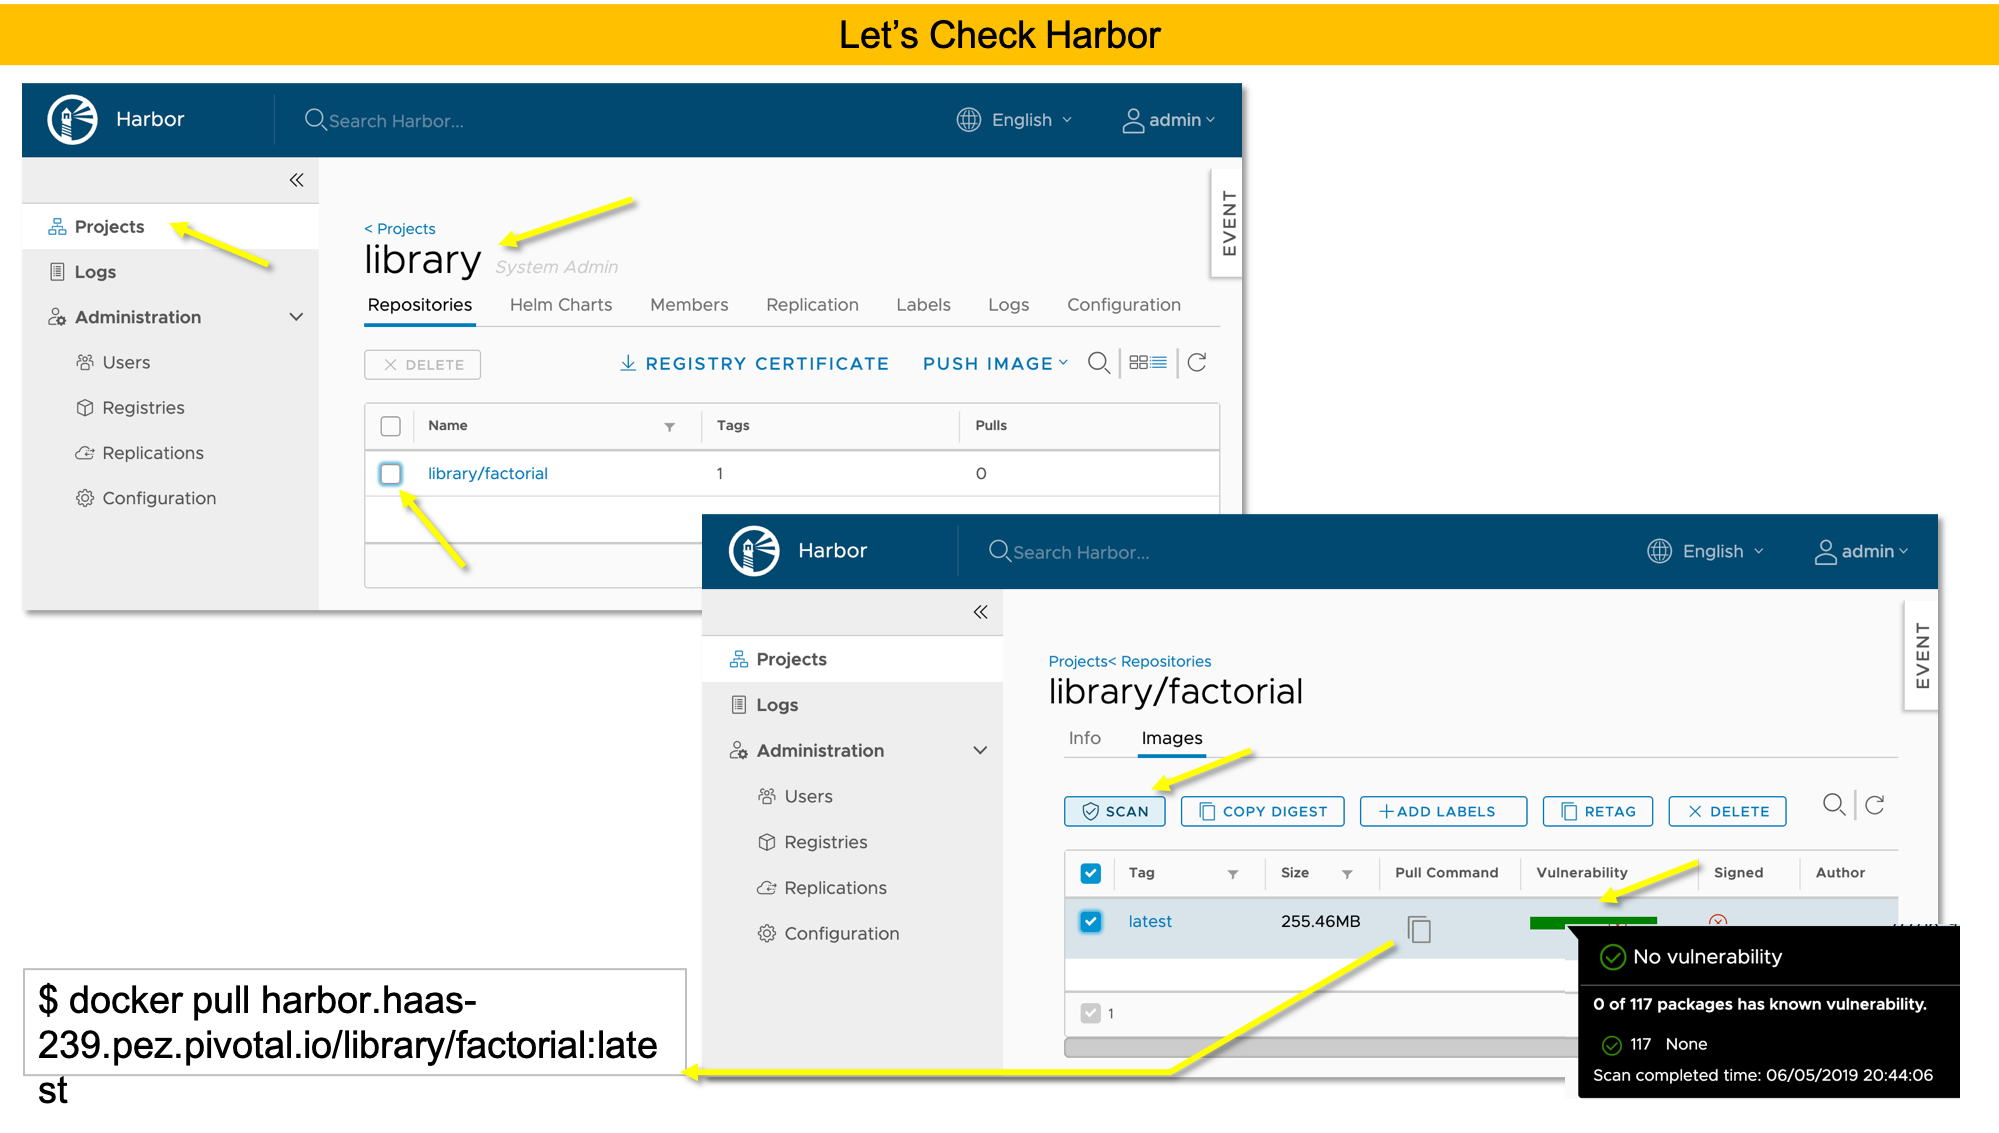 Let’s Check Harbor
Harbor
Search Harbor...
English
admin
Projects
Logs
Administration
Users
Registries
Replications
Configuration
EVENT
< Projects
library System Admin
Repositories Helm Charts Members Replication Labels Logs Configuration
DELETE REGISTRY CERTIFICATE PUSH IMAGE
Name Tags Pulls
library/factorial 1 0
Harbor
Search Harbor...
English
admin
Projects
Logs
Administration
Users
Registries
Replications
Configuration
EVENT
Projects< Repositories
library/factorial
Info Images
SCAN COPY DIGEST +ADD LABELS RETAG DELETE
Tag Size Pull Command Vulnerability Signed Author
latest 255.46MB
1
No vulnerability
0 of 117 packages has known vulnerability.
117 None
Scan completed time: 06/05/2019 20:44:06
$ docker pull harbor.haas-
239.pez.pivotal.io/library/factorial:late
st